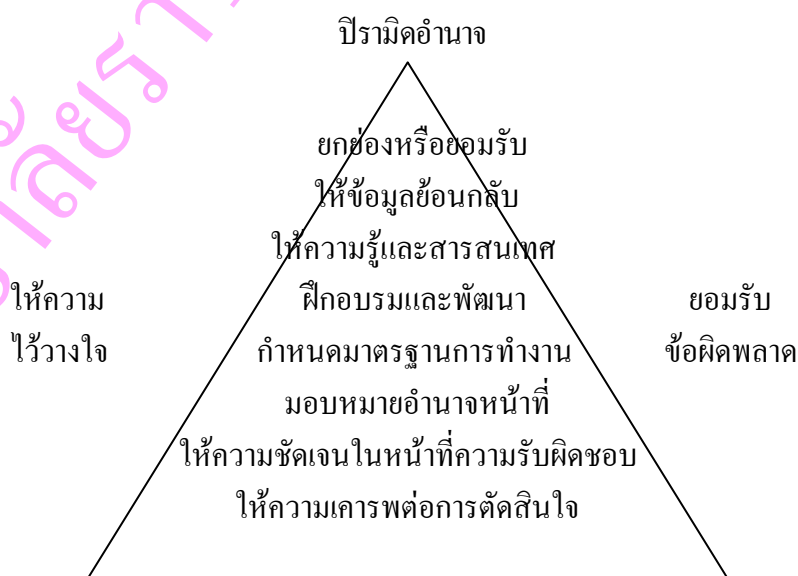 ปิรามิดอำนาจ
ยกย่องหรือยอมรับ
ให้ข้อมูลย้อนกลับ
ให้ความรู้และสารสนเทศ
ให้ความ
ไว้วางใจ
ฝึกอบรมและพัฒนา
กำหนดมาตรฐานการทำงาน
มอบหมายอำนาจหน้าที่
ให้ความชัดเจนในหน้าที่ความรับผิดชอบ
ให้ความเคารพต่อการตัดสินใจ
ยอมรับ
ข้อผิดพลาด